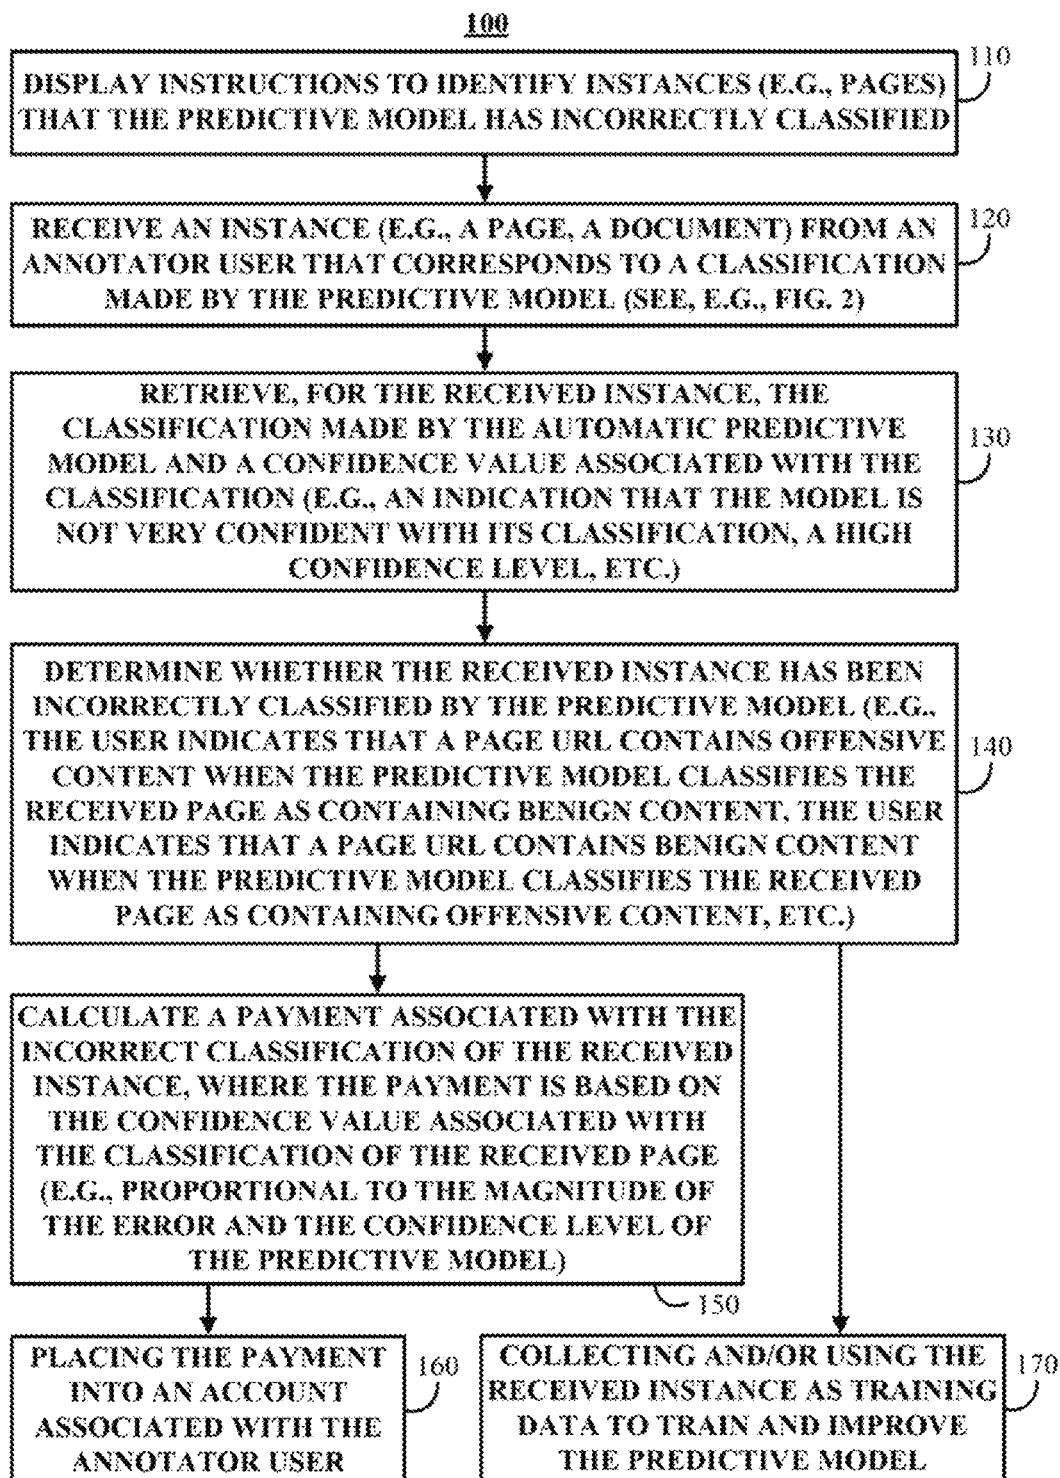 100
DISPLAY INSTRUCTIONS TO IDENTIFY INSTANCES (E.G., PAGES)
THAT THE PREDICTIVE MODEL HAS INCORRECTLY CLASSIFIED
110
RECEIVE AN INSTANCE (E.G., A PAGE, A DOCUMENT) FROM AN
ANNOTATOR USER THAT CORRESPONDS TO A CLASSIFICATION
MADE BY THE PREDICTIVE MODEL (SEE, E.G., FIG. 2)
120
RETRIEVE, FOR THE RECEIVED INSTANCE, THE
CLASSIFICATION MADE BY THE AUTOMATIC PREDICTIVE
MODEL AND A CONFIDENCE VALUE ASSOCIATED WITH THE
CLASSIFICATION (E.G., AN INDICATION THAT THE MODEL IS
NOT VERY CONFIDENT WITH ITS CLASSIFICATION, A HIGH
CONFIDENCE LEVEL, ETC.)
130
DETERMINE WHETHER THE RECEIVED INSTANCE HAS BEEN
INCORRECTLY CLASSIFIED BY THE PREDICTIVE MODEL (E.G.,
THE USER INDICATES THAT A PAGE URL CONTAINS OFFENSIVE
CONTENT WHEN THE PREDICTIVE MODEL CLASSIFIES THE
RECEIVED PAGE AS CONTAINING BENIGN CONTENT, THE USER
INDICATES THAT A PAGE URL CONTAINS BENIGN CONTENT
WHEN THE PREDICTIVE MODEL CLASSIFIES THE RECEIVED
PAGE AS CONTAINING OFFENSIVE CONTENT, ETC.)
140
CALCULATE A PAYMENT ASSOCIATED WITH THE
INCORRECT CLASSIFICATION OF THE RECEIVED
INSTANCE, WHERE THE PAYMENT IS BASED ON
THE CONFIDENCE VALUE ASSOCIATED WITH
THE CLASSIFICATION OF THE RECEIVED PAGE
(E.G., PROPORTIONAL TO THE MAGNITUDE OF
THE ERROR AND THE CONFIDENCE LEVEL OF
THE PREDICTIVE MODEL)
150
PLACING THE PAYMENT
INTO AN ACCOUNT
ASSOCIATED WITH THE
ANNOTATOR USER
160
COLLECTING AND/OR USING THE
RECEIVED INSTANCE AS TRAINING
DATA TO TRAIN AND IMPROVE
THE PREDICTIVE MODEL
170